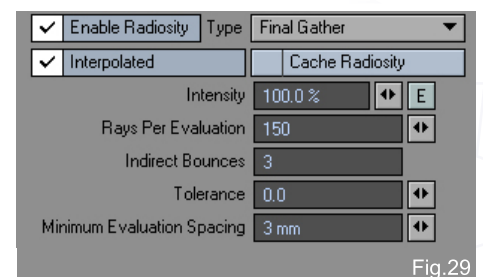 Enable Radiosity Type Final Gather
Interpolated Cache Radiosity
Intensity 100.0 % E
Rays Per Evaluation 150
Indirect Bounces 3
Tolerance 0.0
Minimum Evaluation Spacing 3 mm
Fig.29